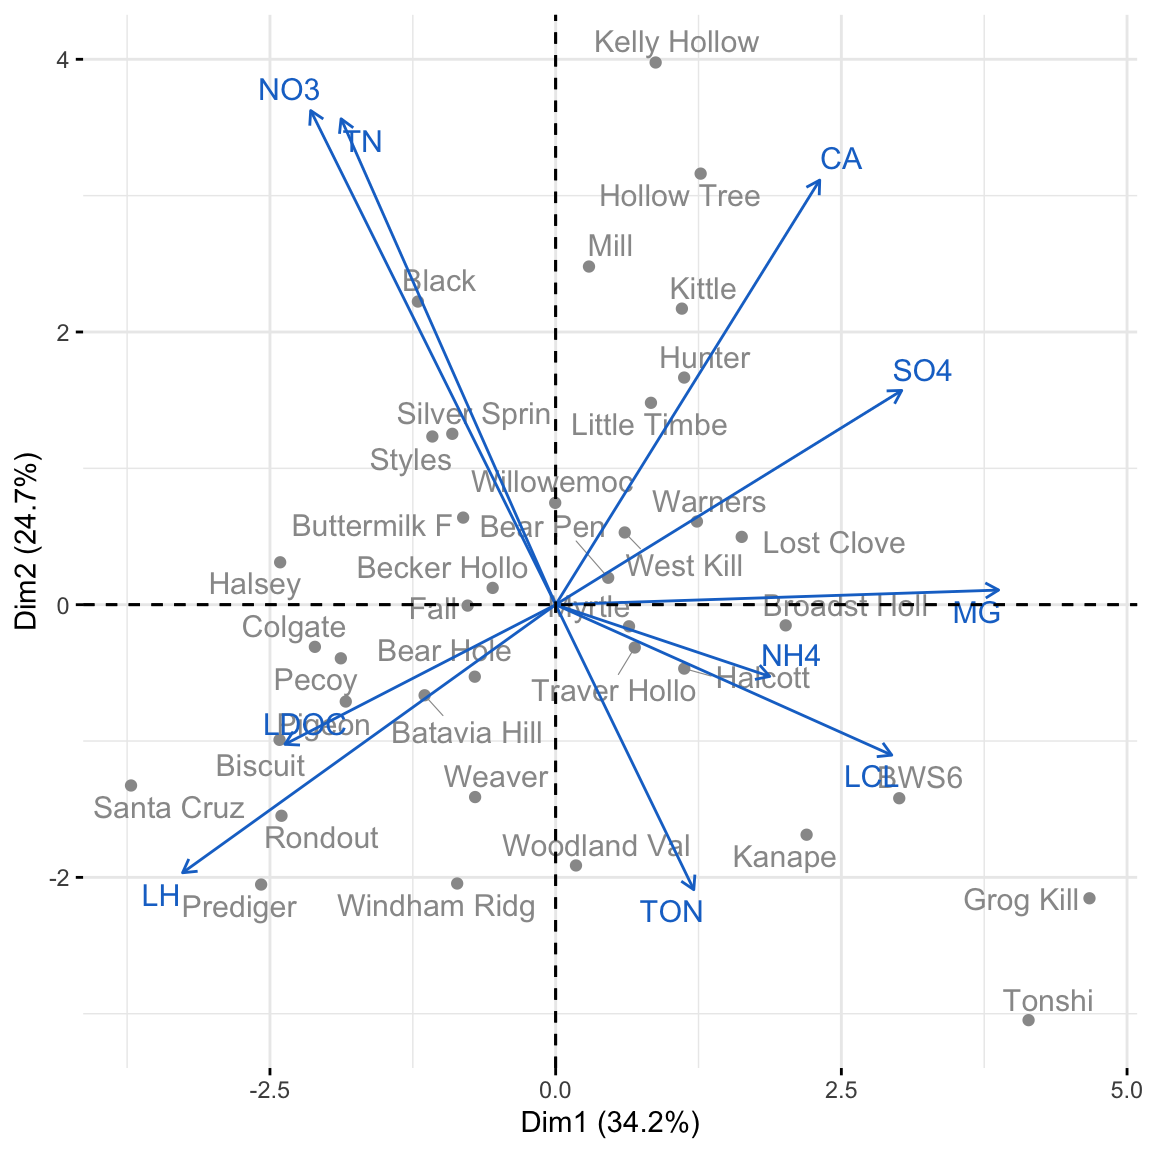 Kelly Hollow
4
NO3
TN
CA
Hollow Tree
Mill
Black
Kittle
2
Hunter
SO4
Silver Sprin
Little Timbe
Styles
Willowemoc
Warners
Buttermilk F
Bear Pen
Lost Clove
Becker Hollo
West Kill
Halsey
0
Fall
Myrtle
Broadst Holl
MG
Colgate
Bear Hole
NH4
Pecoy
Traver Hollo
Halcott
LDOC
Pigeon
Batavia Hill
Biscuit
Weaver
LCL
BWS6
Santa Cruz
Rondout
Woodland Val
Kanape
-2
LH
Prediger
Windham Ridg
TON
Grog Kill
Tonshi
-2.5
0.0
2.5
5.0
Dim1 (34.2%)
Dim2 (24.7%)